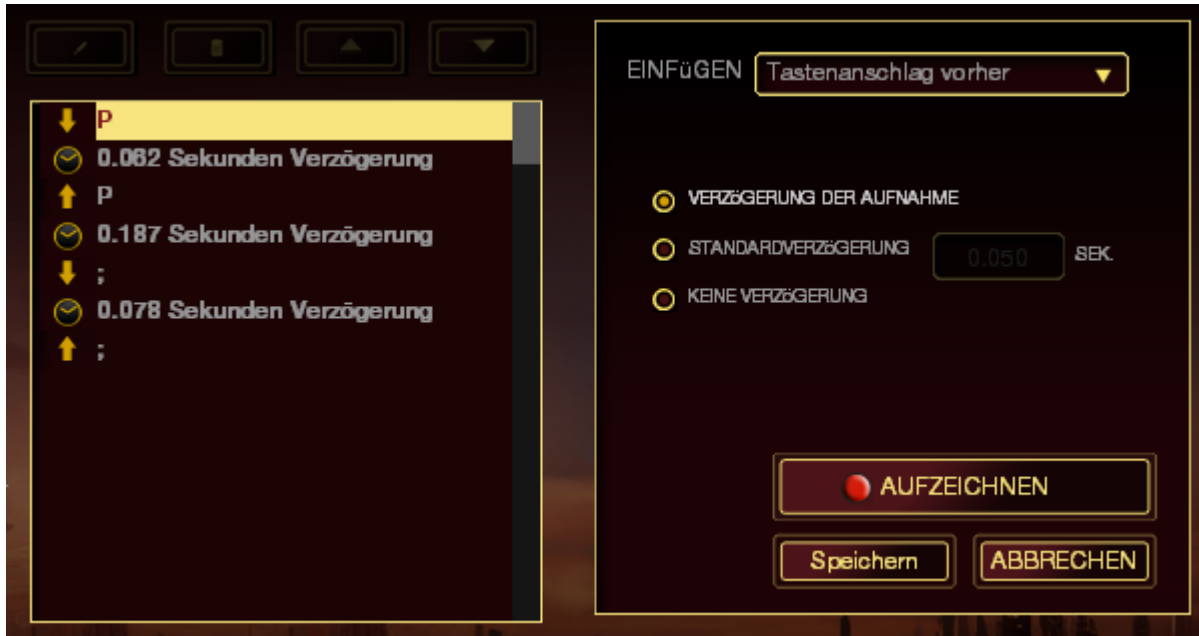 P
0.062 Sekunden Verzögerung
P
0.187 Sekunden Verzögerung
;
0.078 Sekunden Verzögerung
;
EINFüGEN Tastenanschlag vorher
VERZöGERUNG DER AUFNAHME
STANDARDVERZöGERUNG 0.050 SEK.
KEINE VERZöGERUNG
AUFZEICHNEN
Speichern ABBRECHEN